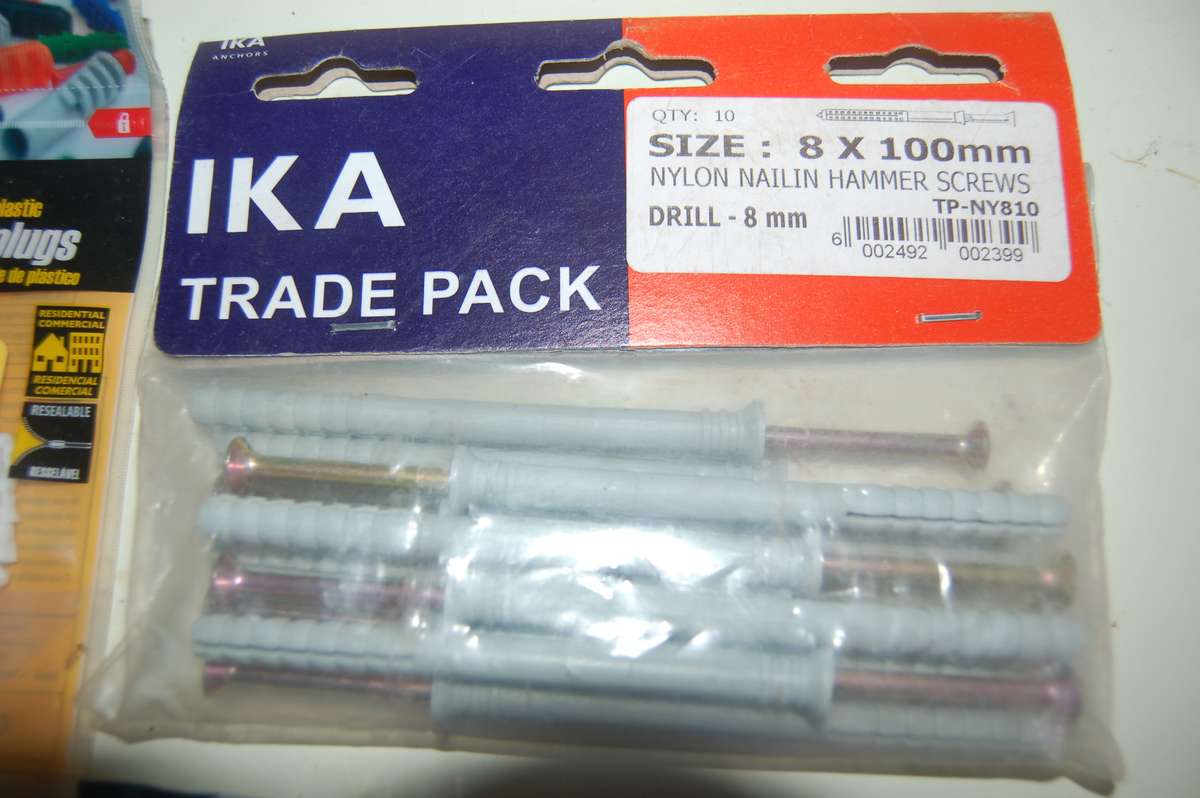 IKA
ANCHORS
IKA
TRADE PACK
QTY: 10
SIZE : 8 X 100mm
NYLON NAILIN HAMMER SCREWS
TP-NY810
DRILL - 8 mm
6 002492 002399
plastic
plugs
de plástico
RESIDENTIAL
COMMERCIAL
RESIDENCIAL
COMERCIAL
RESEALABLE
RESSELÁVEL